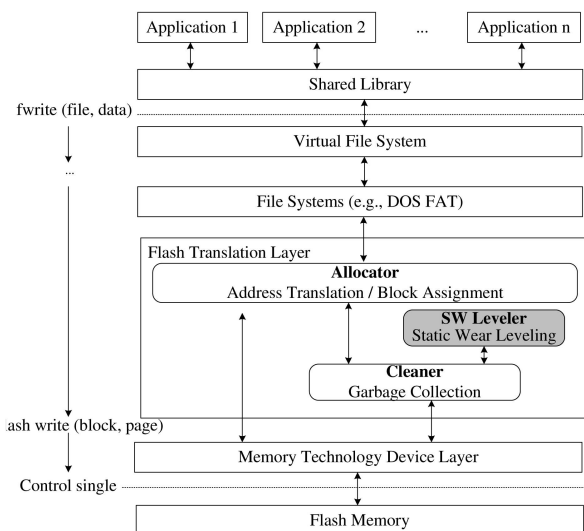 Application 1
Application 2
...
Application n
Shared Library
fwrite (file, data)
Virtual File System
...
File Systems (e.g., DOS FAT)
Flash Translation Layer
Allocator
Address Translation / Block Assignment
SW Leveler
Static Wear Leveling
Cleaner
Garbage Collection
ash write (block, page)
Memory Technology Device Layer
Control single
Flash Memory